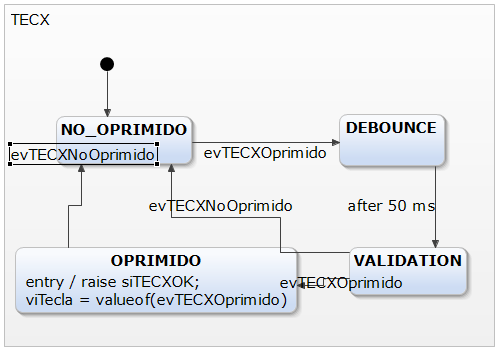 TECX
NO_OPRIMIDO
evTECXNoOprimido
evTECXOprimido
DEBOUNCE
evTECXNoOprimido
after 50 ms
OPRIMIDO
entry / raise siTECXOK;
viTecla = valueof(evTECXOprimido)
evTECXOprimido
VALIDATION